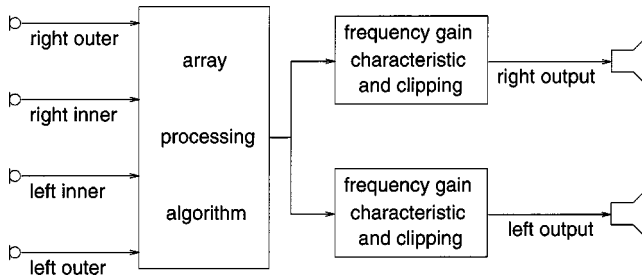 right outer
right inner
left inner
left outer
array
processing
algorithm
frequency gain
characteristic
and clipping
right output
frequency gain
characteristic
and clipping
left output